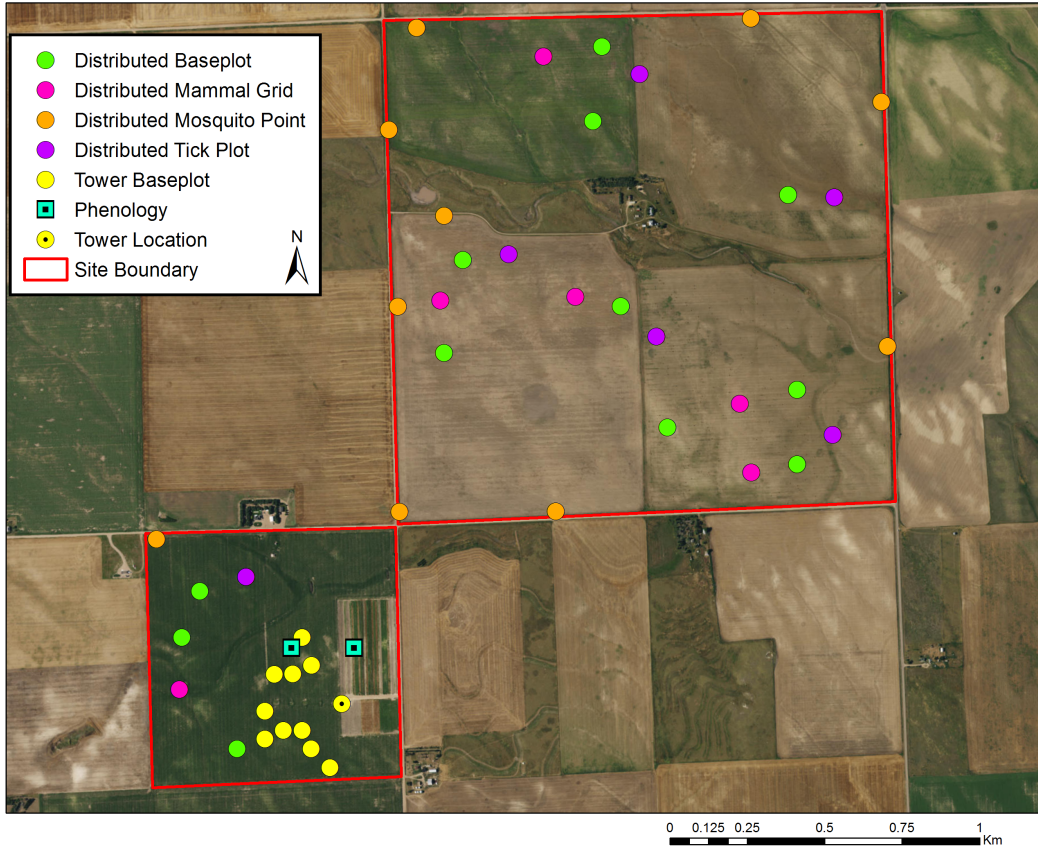 Distributed Baseplot
Distributed Mammal Grid
Distributed Mosquito Point
Distributed Tick Plot
Tower Baseplot
Phenology
Tower Location
Site Boundary
N
0 0.125 0.25 0.5 0.75 1
Km